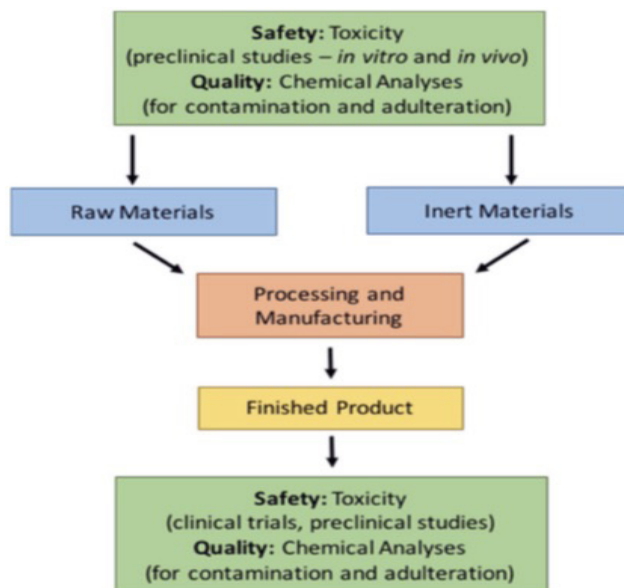 Safety: Toxicity
(preclinical studies – in vitro and in vivo)
Quality: Chemical Analyses
(for contamination and adulteration)
Raw Materials
Inert Materials
Processing and
Manufacturing
Finished Product
Safety: Toxicity
(clinical trials, preclinical studies)
Quality: Chemical Analyses
(for contamination and adulteration)